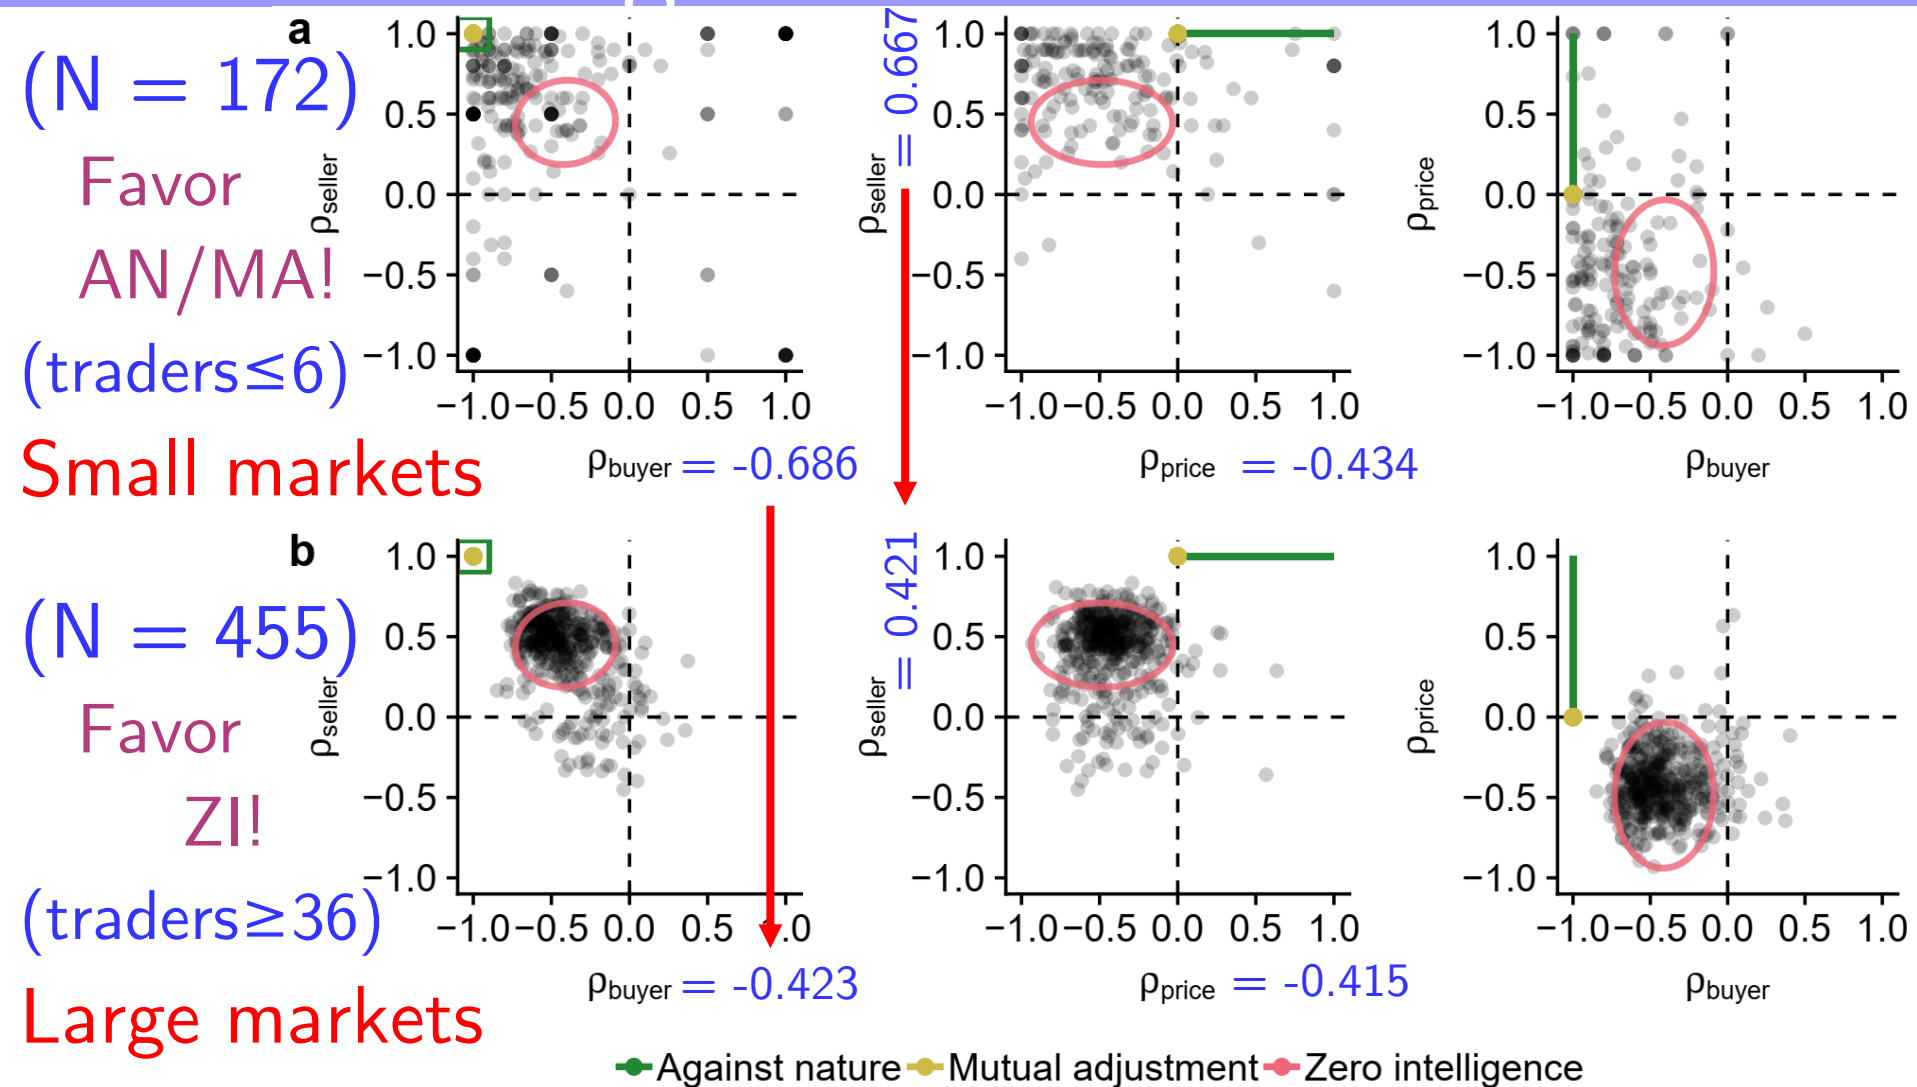 a
(N = 172)
Favor
AN/MA!
(traders≤6)
Small markets
1.0
0.5
0.0
−0.5
−1.0
ρseller
−1.0 −0.5 0.0 0.5 1.0
ρbuyer = -0.686
1.0
0.5
0.0
−0.5
−1.0
ρseller = 0.667
−1.0 −0.5 0.0 0.5 1.0
ρprice = -0.434
1.0
0.5
0.0
−0.5
−1.0
ρprice
−1.0 −0.5 0.0 0.5 1.0
ρbuyer
b
(N = 455)
Favor
ZI!
(traders≥36)
Large markets
1.0
0.5
0.0
−0.5
−1.0
ρseller
−1.0 −0.5 0.0 0.5 1.0
ρbuyer = -0.423
1.0
0.5
0.0
−0.5
−1.0
ρseller = 0.421
−1.0 −0.5 0.0 0.5 1.0
ρprice = -0.415
1.0
0.5
0.0
−0.5
−1.0
ρprice
−1.0 −0.5 0.0 0.5 1.0
ρbuyer
Against nature Mutual adjustment Zero intelligence